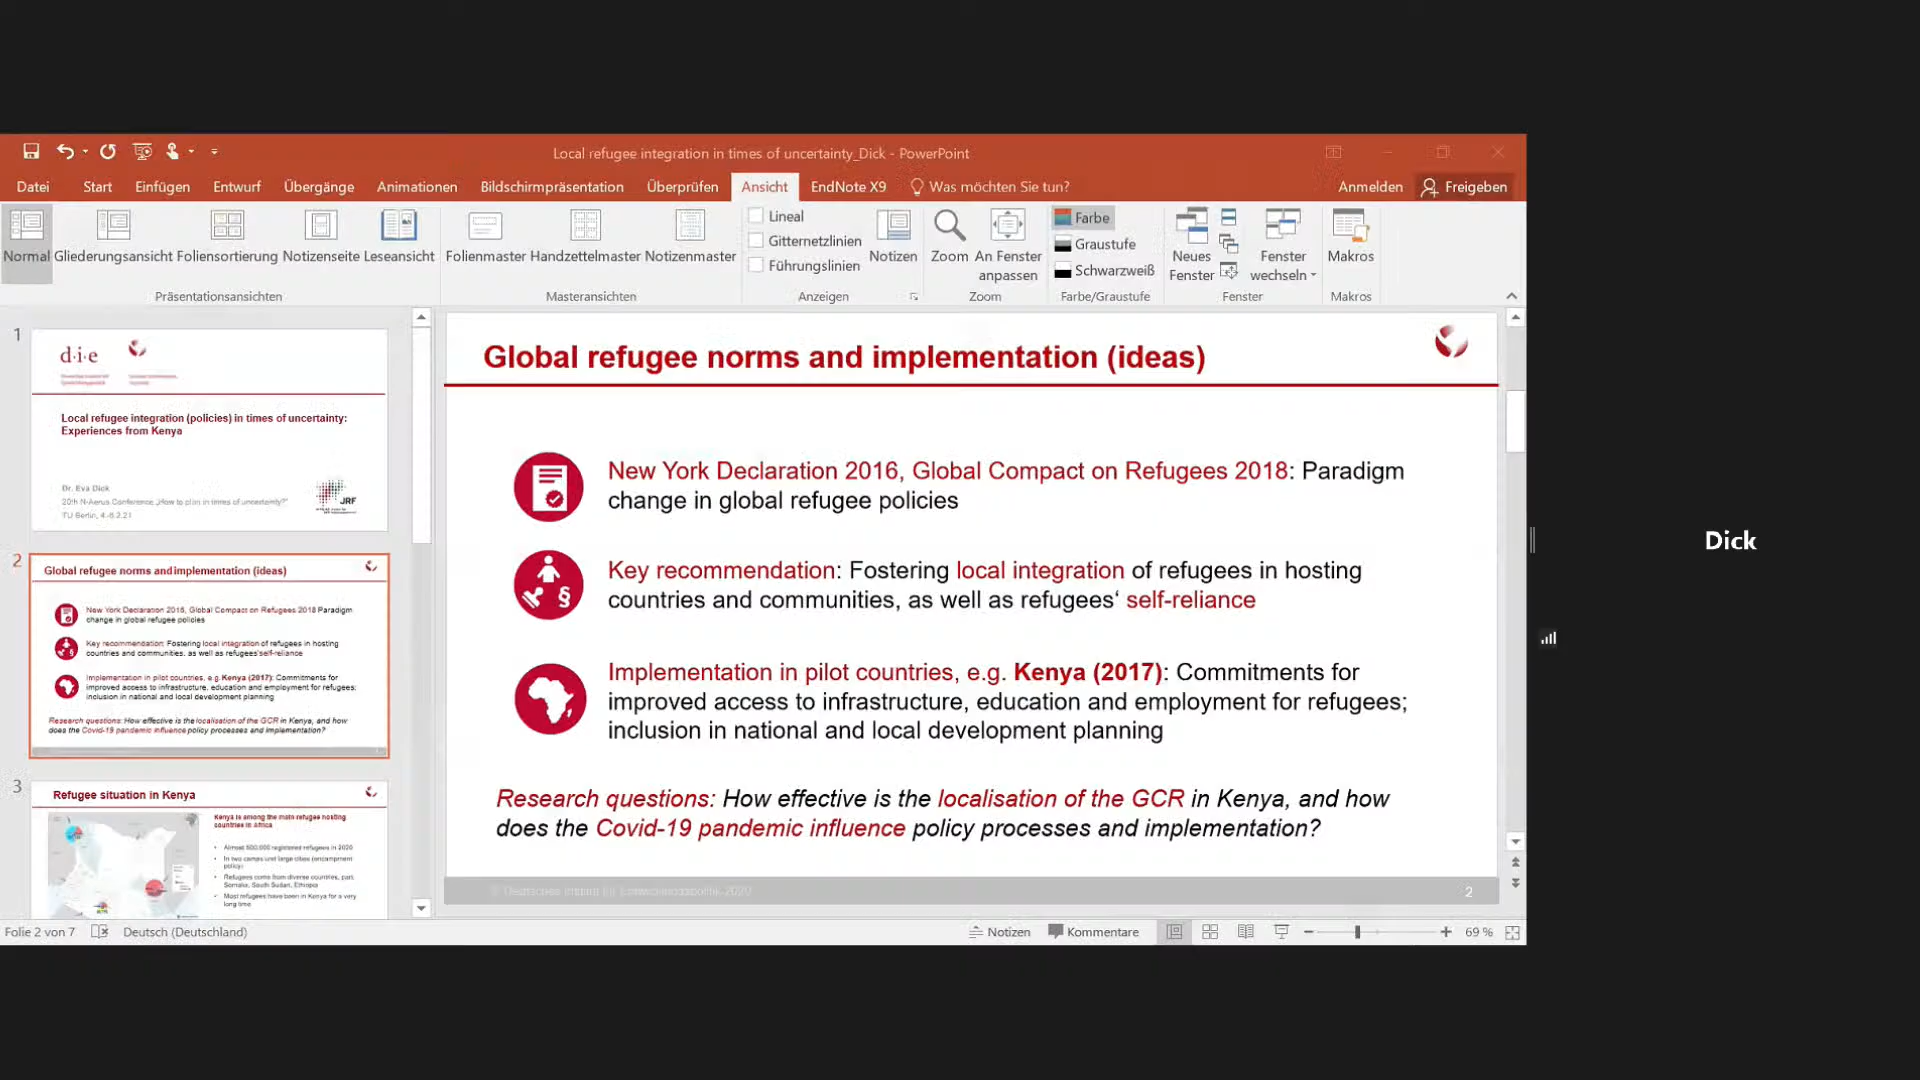 Local refugee integration in times of uncertainty_Dick - PowerPoint
Datei Start Einfügen Entwurf Übergänge Animationen Bildschirmpräsentation Überprüfen Ansicht EndNote X9 Was möchten Sie tun? Anmelden Freigeben
Normal Gliederungsansicht Foliensortierung Notizenseite Leseansicht
Präsentationsansichten
Folienmaster Handzettelmaster Notizenmaster
Masteransichten
Lineal
Gitternetzlinien
Führungslinien
Notizen
Anzeigen
Zoom An Fenster
anpassen
Zoom
Farbe
Graustufe
Schwarzweiß
Farbe/Graustufe
Neues
Fenster
Fenster
wechseln
Fenster
Makros
Makros
1
d·i·e
Local refugee integration (policies) in times of uncertainty:
Experiences from Kenya
Dr. Eva Dick
20th N-Aerus Conference „How to plan in times of uncertainty?“
TU Berlin, 4.-6.2.21
JRF
2
Global refugee norms and implementation (ideas)
New York Declaration 2016, Global Compact on Refugees 2018 Paradigm
change in global refugee policies
Key recommendation: Fostering local integration of refugees in hosting
countries and communities, as well as refugees‘ self-reliance
Implementation in pilot countries, e.g. Kenya (2017): Commitments for
improved access to infrastructure, education and employment for refugees;
inclusion in national and local development planning
Research questions: How effective is the localisation of the GCR in Kenya, and how
does the Covid-19 pandemic influence policy processes and implementation?
3
Refugee situation in Kenya
Kenya is among the main refugee hosting
countries in Africa
Almost 500.000 registered refugees in 2020
In two camps and large cities (encampment
policy)
Refugees come from diverse countries, part.
Somalia, South Sudan, Ethiopia
Most refugees have been in Kenya for a very
long time
Global refugee norms and implementation (ideas)
New York Declaration 2016, Global Compact on Refugees 2018: Paradigm
change in global refugee policies
Key recommendation: Fostering local integration of refugees in hosting
countries and communities, as well as refugees‘ self-reliance
Implementation in pilot countries, e.g. Kenya (2017): Commitments for
improved access to infrastructure, education and employment for refugees;
inclusion in national and local development planning
Research questions: How effective is the localisation of the GCR in Kenya, and how
does the Covid-19 pandemic influence policy processes and implementation?
© Deutsches Institut für Entwicklungspolitik 2020
2
Folie 2 von 7 Deutsch (Deutschland) Notizen Kommentare 69 %
Dick